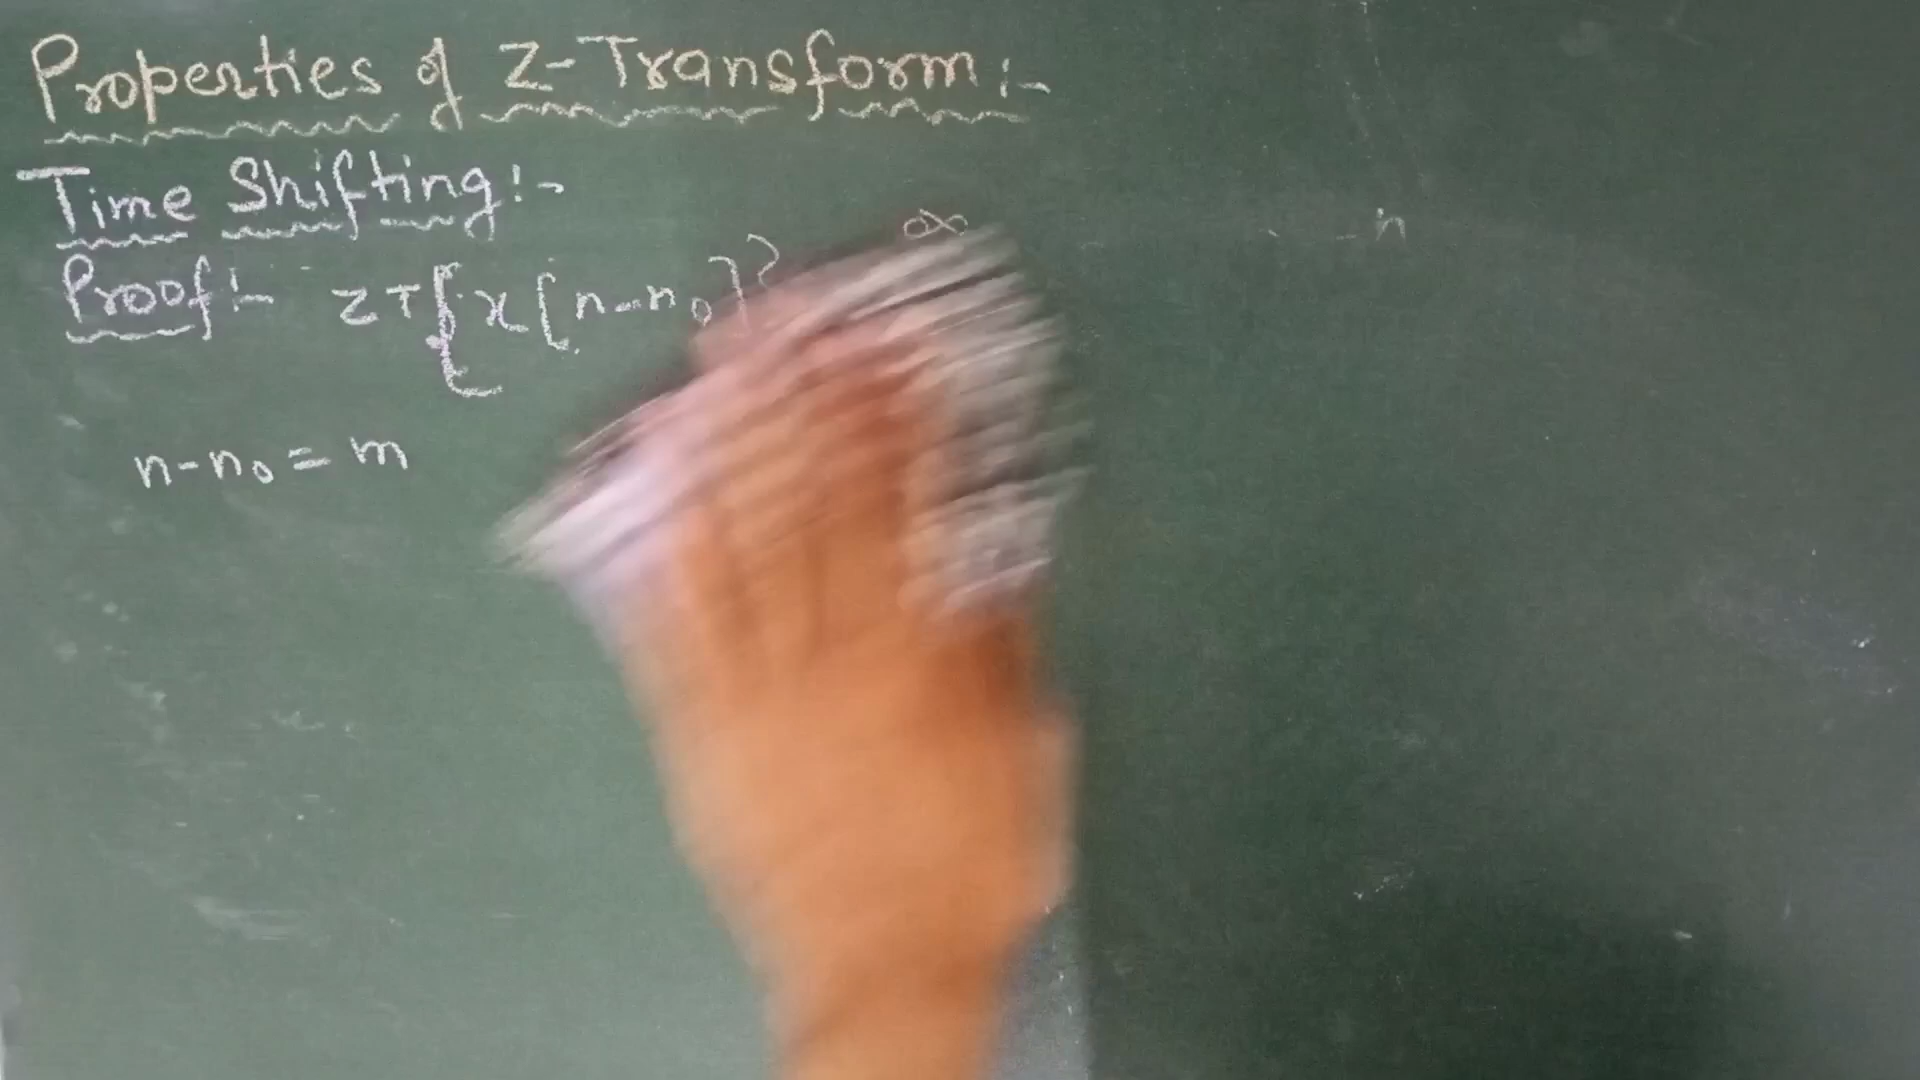 Properties of Z-Transform:-
Time Shifting:-
Proof:- ZT{x[n-n₀]} ∞ -n
n-n₀ = m